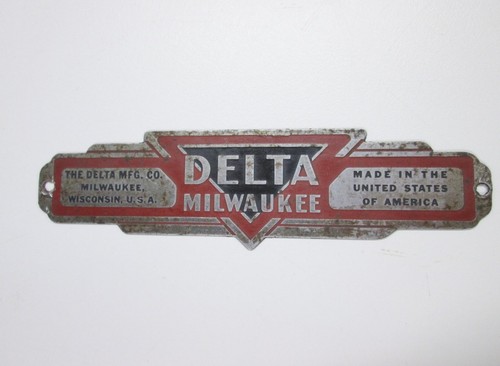 THE DELTA MFG. CO.
MILWAUKEE,
WISCONSIN, U.S.A.
DELTA
MILWAUKEE
MADE IN THE
UNITED STATES
OF AMERICA